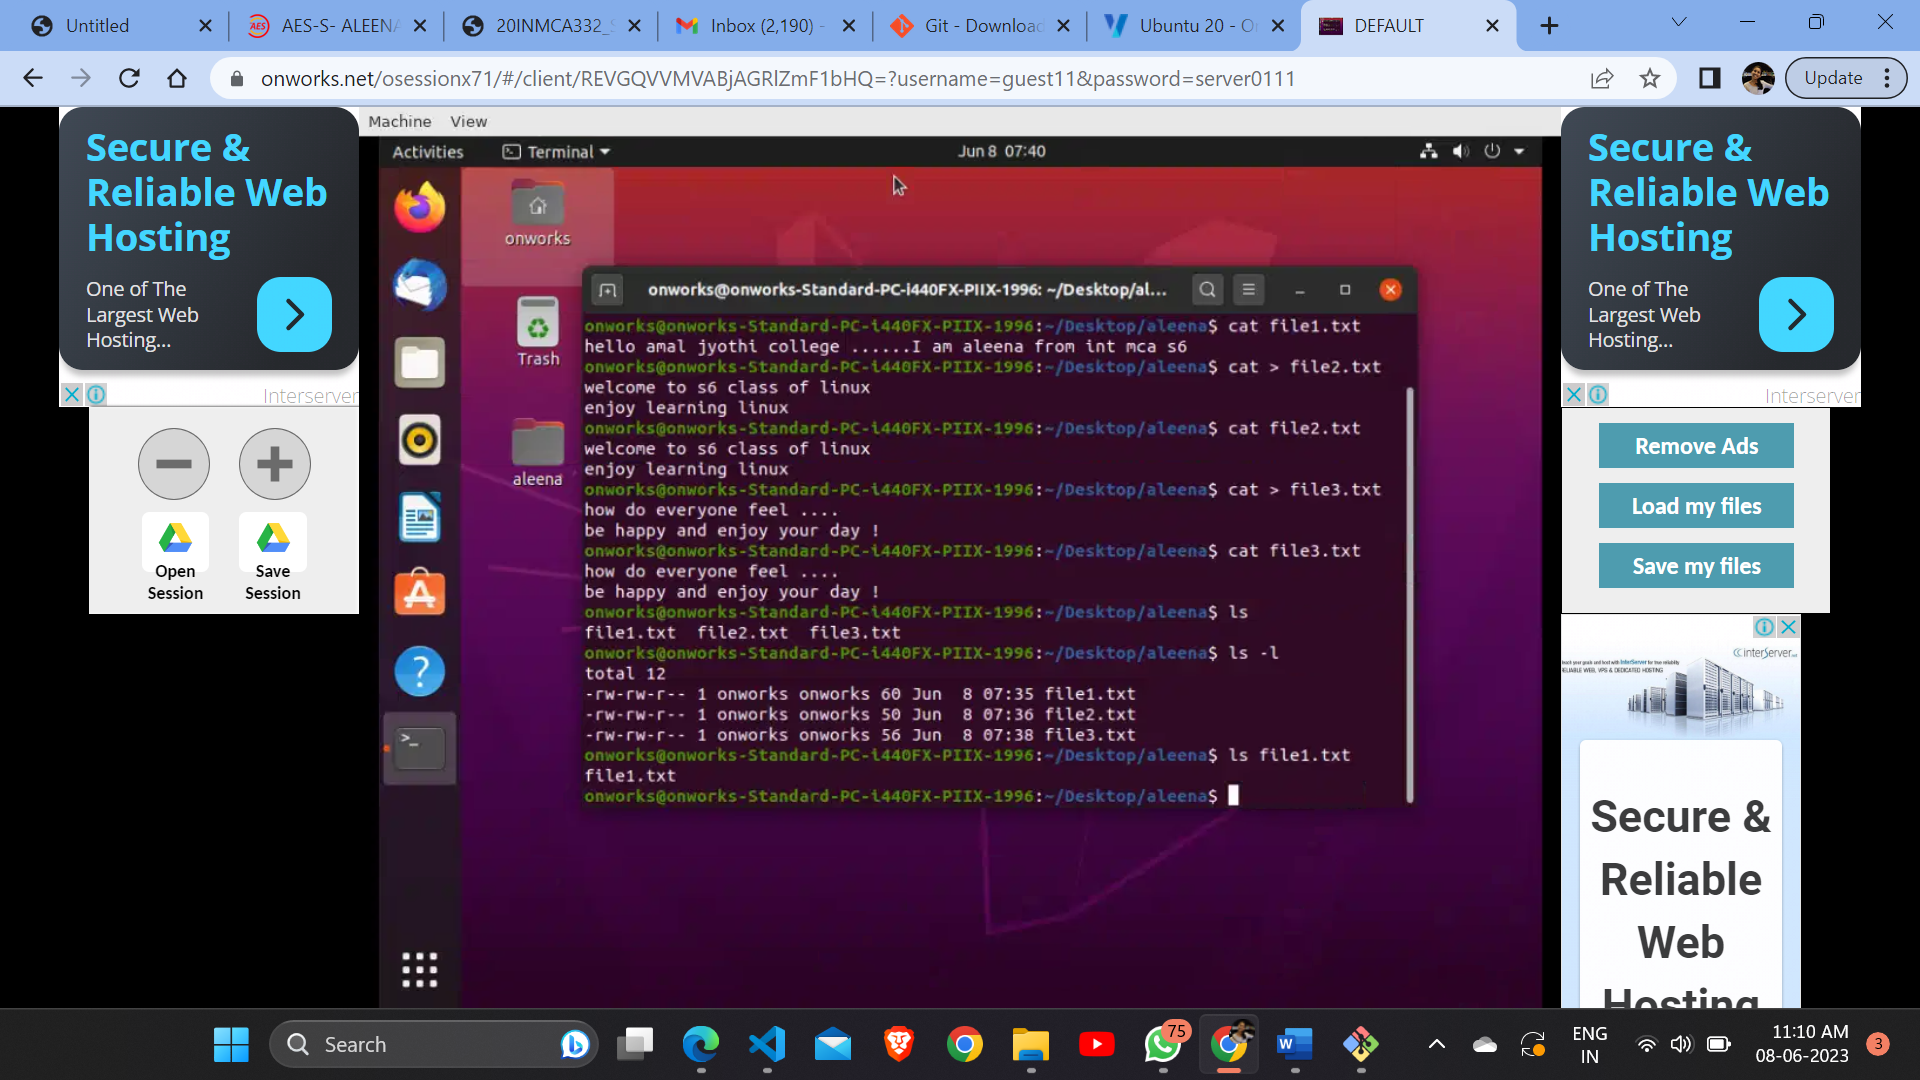 Untitled
AES-S- ALEENA
20INMCA332_S
Inbox (2,190) -
Git - Download
Ubuntu 20 - On
DEFAULT
onworks.net/osessionx71/#/client/REVGQVVMVABjAGRlZmF1bHQ=?username=guest11&password=server0111
Update
Secure &
Reliable Web
Hosting
One of The
Largest Web
Hosting...
Interserver
Open
Session
Save
Session
Machine View
Activities
Terminal
Jun 8 07:40
onworks
Trash
aleena
onworks@onworks-Standard-PC-i440FX-PIIX-1996: ~/Desktop/al...
onworks@onworks-Standard-PC-i440FX-PIIX-1996:~/Desktop/aleena$ cat file1.txt
hello amal jyothi college ......I am aleena from int mca s6
onworks@onworks-Standard-PC-i440FX-PIIX-1996:~/Desktop/aleena$ cat > file2.txt
welcome to s6 class of linux
enjoy learning linux
onworks@onworks-Standard-PC-i440FX-PIIX-1996:~/Desktop/aleena$ cat file2.txt
welcome to s6 class of linux
enjoy learning linux
onworks@onworks-Standard-PC-i440FX-PIIX-1996:~/Desktop/aleena$ cat > file3.txt
how do everyone feel ....
be happy and enjoy your day !
onworks@onworks-Standard-PC-i440FX-PIIX-1996:~/Desktop/aleena$ cat file3.txt
how do everyone feel ....
be happy and enjoy your day !
onworks@onworks-Standard-PC-i440FX-PIIX-1996:~/Desktop/aleena$ ls
file1.txt  file2.txt  file3.txt
onworks@onworks-Standard-PC-i440FX-PIIX-1996:~/Desktop/aleena$ ls -l
total 12
-rw-rw-r-- 1 onworks onworks 60 Jun  8 07:35 file1.txt
-rw-rw-r-- 1 onworks onworks 50 Jun  8 07:36 file2.txt
-rw-rw-r-- 1 onworks onworks 56 Jun  8 07:38 file3.txt
onworks@onworks-Standard-PC-i440FX-PIIX-1996:~/Desktop/aleena$ ls file1.txt
file1.txt
onworks@onworks-Standard-PC-i440FX-PIIX-1996:~/Desktop/aleena$
Secure &
Reliable Web
Hosting
One of The
Largest Web
Hosting...
Interserver
Remove Ads
Load my files
Save my files
InterServer
Secure &
Reliable
Web
Hosting
Search
75
ENG
IN
11:10 AM
08-06-2023
3